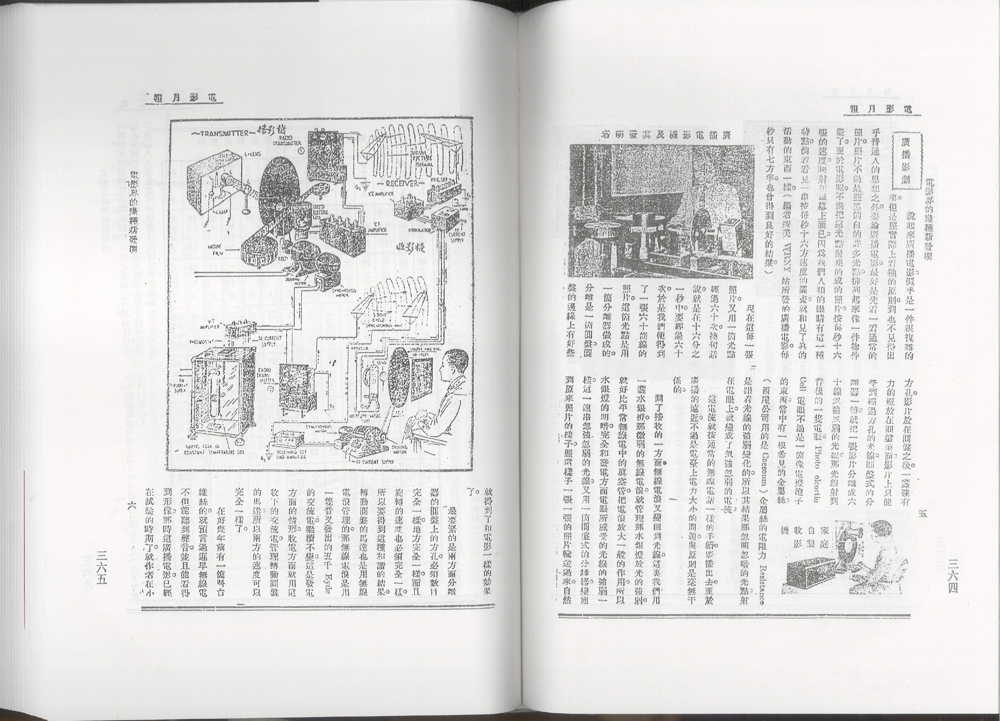 電影月報
電影界的幾種新發明
五
三六四
廣播影劇
說起來廣播電影。似乎是一件很複雜的
事。但是照實際上看牠的原則。到也不見得出
乎普通人的思想之外。要論廣播電影。最好是先看一看通常的
照片。照片不過是些黑的白的許多光點。排列起來像一件物件
罷了。至於電影呢。不過把這光點聚集的成的照片。按每秒十六
張的速度。映射在銀幕上而已。因爲我們人類的眼睛有這一種
特點。倘若看見一串按每秒十六方速度的圖畫。就和見了眞的
活動的東西一樣。（編者按美 WRNY 站所發的廣播電影。每
秒只有七方半。也曾得到良好的結果。）
廣播電影機及其發明者
現在這每一張
照片。又用一箇光點
經過六十次。換句話
說。就是在十六分之
一秒中。要經過六十
次。於是我們便得到
了一張六十條線的
照片。這箇光點是用
一箇分離器做成的。
分離是一箇圓盤。圓
盤的邊緣上有好些
方孔。影片放在圓盤之後。一盞強有
力的燈放在圓盤前面。影片上只能
受到經過方孔的光線。圓盤式的分
離器一轉。就把一張影片分離成六
十線忽強忽弱的光線。那光線射到
背後的一隻電眼。Photo elcortio
Coll 電眼不過是一箇像電燈泡子
的東西。當中有一根希見的金屬絲。
（西屋公司用的是 Caesonm）金屬絲的電阻力 Resistance
是跟着光線的強弱變化的。所以其結果那忽明忽暗的光點。射
在電眼上。就變成了忽強忽弱的電流。
這電流就按通常的無線電話一樣的手續。廣播出去。至於
廣播的遠近。不過是電臺上電力大小的問題。與原則是毫無干
係的。
到了接收的一方面。無線電浪又變回到光線。這裏我們用
一盞水銀燈。那微弱的無線電浪。就管理那水銀燈放光的強弱。
就好比平常無線電中的眞空管。把電浪放大一般的作用。所以
水銀燈的明暗。完全和發電方面電眼所感受的光線的強弱一
樣。這一連串忽強忽弱的光線。又用一箇圓盤式的分離器。變回
到原來照片的樣子。照這樣子一張一張的照片輸送過來。自然
家庭
自製
收影
機
電影月報
電影界的幾種新發明
六
三六五
TRANSMITTER
播影機
RADIO TRANSMITTER
①
LENS
LAMP
PHOTO ELECTRIC CELL
V.T. AMPLIFIER
MOVIE FILM
BELT
DRIVING MOTOR
SYNCHRONOUS MOTOR
G1
MOVIE PICTURE SIGNAL
RECEIVER
REC. SET
V.T. AMPLIFIER
MODULATOR
TO CURRENT SUPPLY
收影機
5000 CYCLE SYNCHRONOUS WAVE
V.T. AMPLIFIER
THERMOSTAT
TO CURRENT SUPPLY
TO CURRENT SUPPLY
RADIO TRANSMITTER
LENS
SQUARE HOLE DISC
60 HOLES
MERCURY VAPOR TUBE
BELT
SYNCHRONOUS MOTOR
DRIVING MOTOR
TUNING FORK IN CONSTANT TEMPERATURE BOX
G2
RECEIVING SET AND AMPLIFIER
TO CURRENT SUPPLY
就得到了和電影一樣的効果
了。
最要緊的是兩方面分離
器的圓盤上的方孔。必須數目
完全一樣。地方完全一樣。而且
旋轉的速度也必須完全一樣。
所以要得到這種和諧的結果。
轉動圓盤的馬達也是用無線
電浪管理的。那無線電浪是用
一隻音叉發出的五千 Eycle
的交流電。繼續不變。這是發電
方面的情形。收電方面就用這
收下的交流電。管理轉動圓盤
的馬達。所以兩方的速度可以
完全一樣了。
在好幾年前有一箇叫台
維絲的。就預言過遲早無線電
不但能聽到聲音。並且能看得
到形像。那時這廣播電影。已經
在試驗的時期了。就作者在小